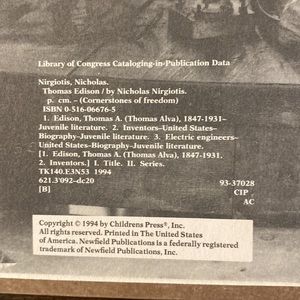 Library of Congress Cataloging-in-Publication Data
Nirgiotis, Nicholas.
Thomas Edison / by Nicholas Nirgiotis.
p. cm. – (Cornerstones of freedom)
ISBN 0-516-06676-5
1. Edison, Thomas A. (Thomas Alva), 1847-1931–
Juvenile literature. 2. Inventors–United States–
Biography–Juvenile literature. 3. Electric engineers–
United States–Biography–Juvenile literature.
[1. Edison, Thomas A. (Thomas Alva), 1847-1931.
2. Inventors.] I. Title. II. Series.
TK140.E3N53 1994
621.3'092–dc20 93-37028
[B] CIP
AC
Copyright © 1994 by Childrens Press®, Inc.
All rights reserved. Printed in The United States
of America. Newfield Publications is a federally registered
trademark of Newfield Publications, Inc.